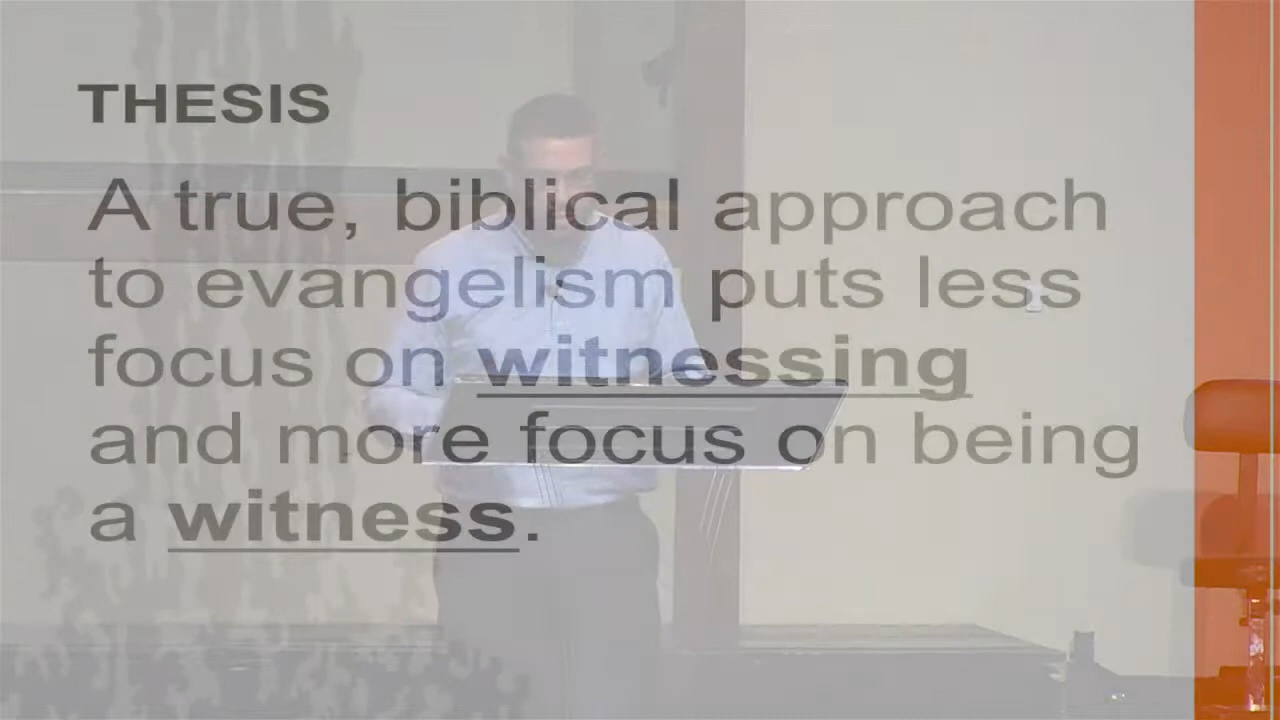 THESIS
A true, biblical approach
to evangelism puts less
focus on witnessing
and more focus on being
a witness.